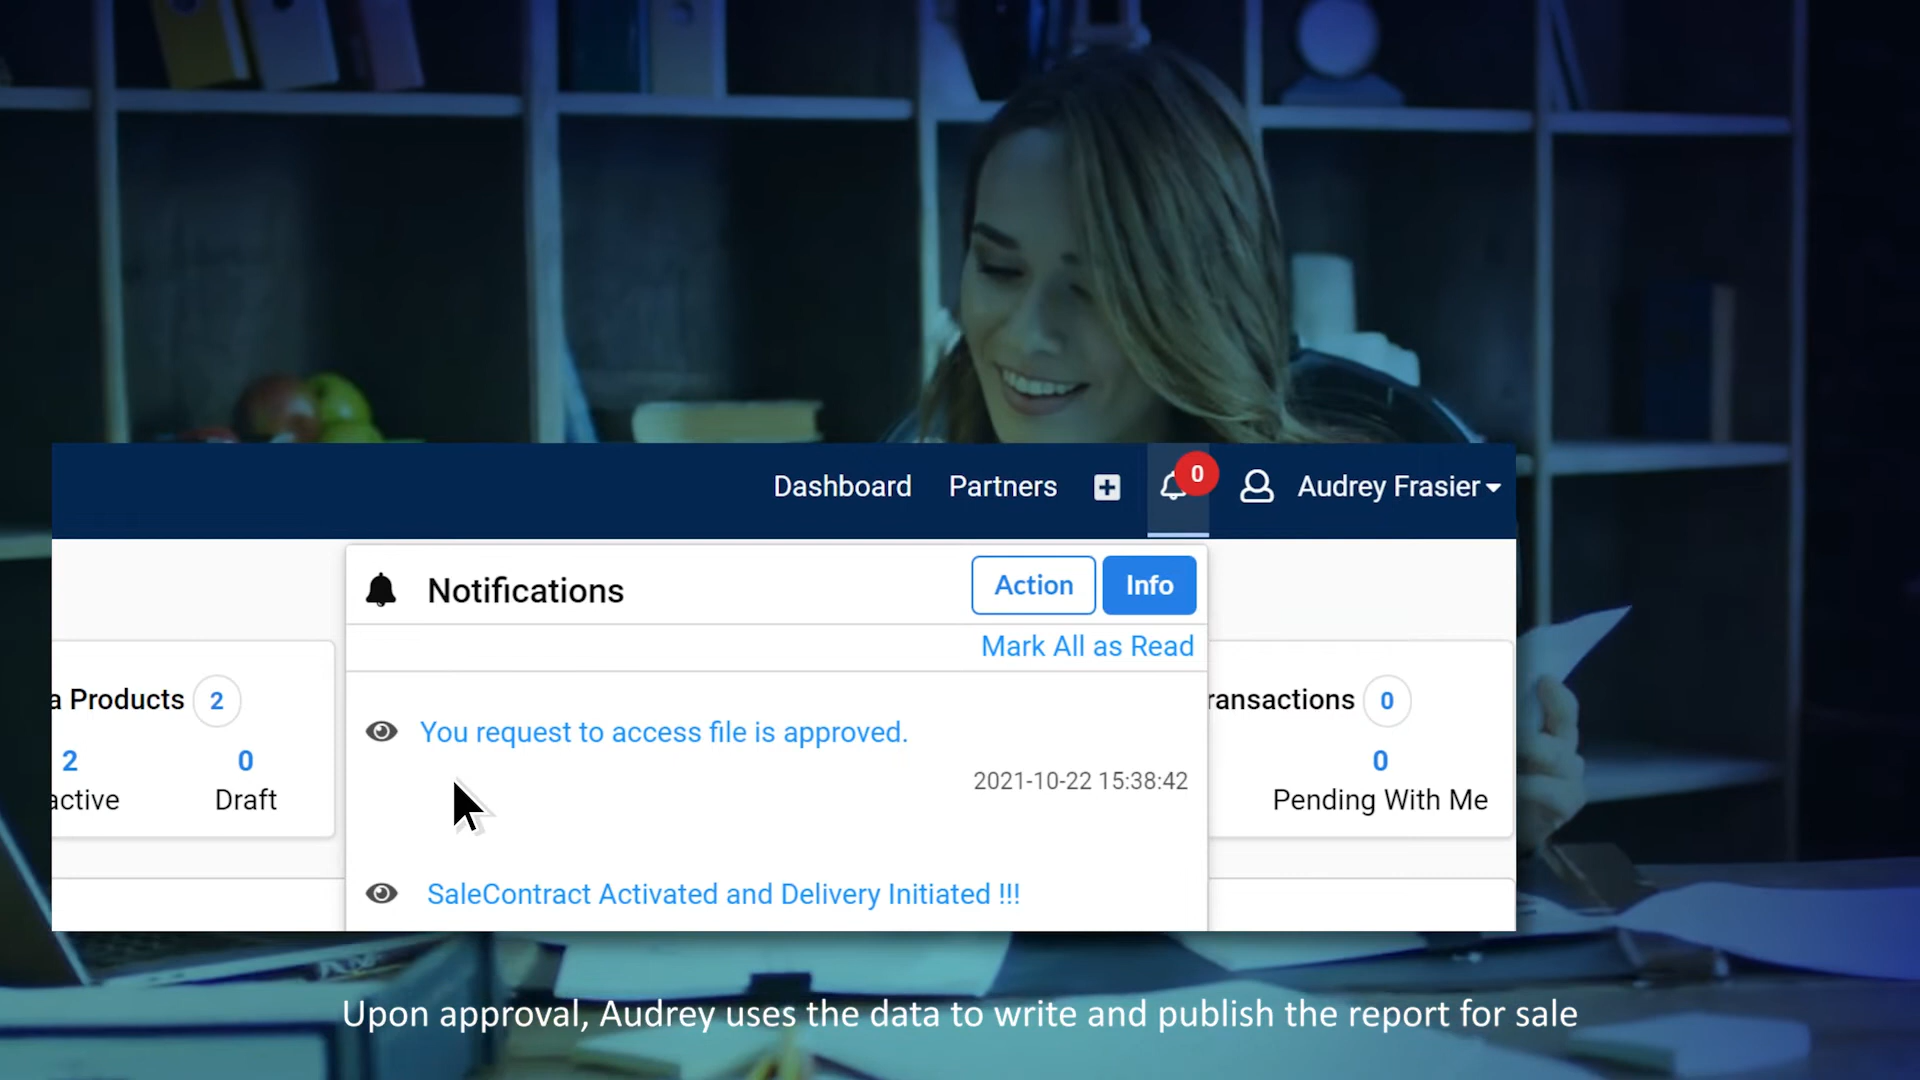 Dashboard Partners 0 Audrey Frasier
Notifications Action Info
Mark All as Read
a Products 2
2 0
active Draft
You request to access file is approved.
2021-10-22 15:38:42
SaleContract Activated and Delivery Initiated !!!
ransactions 0
0
Pending With Me
Upon approval, Audrey uses the data to write and publish the report for sale